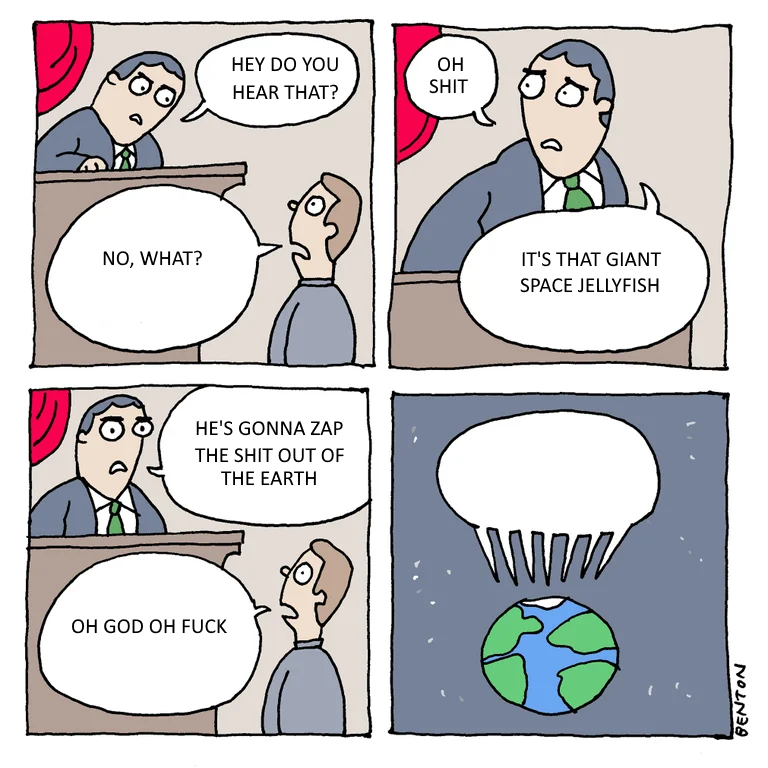 HEY DO YOU
HEAR THAT?
NO, WHAT?
OH
SHIT
IT'S THAT GIANT
SPACE JELLYFISH
HE'S GONNA ZAP
THE SHIT OUT OF
THE EARTH
OH GOD OH FUCK
BENTON